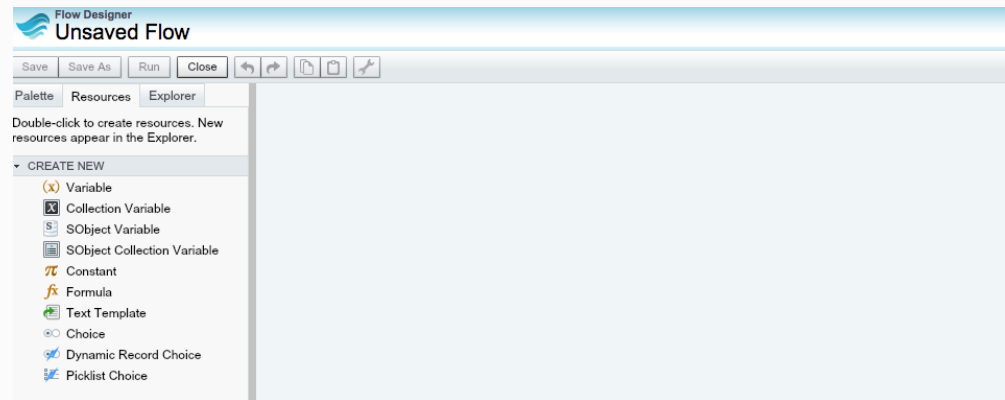 Flow Designer
Unsaved Flow
Save Save As Run Close
Palette Resources Explorer
Double-click to create resources. New
resources appear in the Explorer.
CREATE NEW
(x) Variable
X Collection Variable
S SObject Variable
SObject Collection Variable
π Constant
fx Formula
Text Template
Choice
Dynamic Record Choice
Picklist Choice